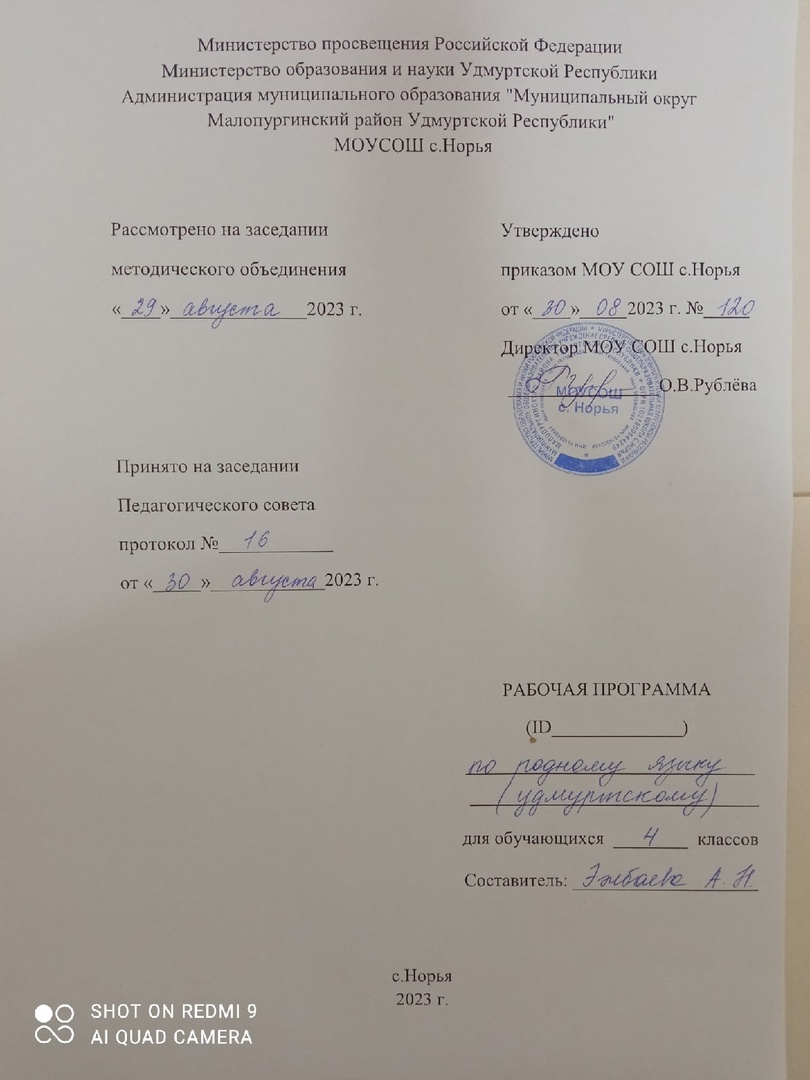 Министерство просвещения Российской Федерации
Министерство образования и науки Удмуртской Республики
Администрация муниципального образования "Муниципальный округ
Малопургинский район Удмуртской Республики"
МОУСОШ с.Норья
Рассмотрено на заседании
методического объединения
«29» августа 2023 г.
Утверждено
приказом МОУ СОШ с.Норья
от «30» 08 2023 г. № 120
Директор МОУ СОШ с.Норья
О.В.Рублёва
МОУСОШ
с. Норья
Принято на заседании
Педагогического совета
протокол № 16
от «30» августа 2023 г.
РАБОЧАЯ ПРОГРАММА
(ID______________)
по родному языку
(удмуртскому)
для обучающихся 4 классов
Составитель: А. Н.
с.Норья
2023 г.
SHOT ON REDMI 9
AI QUAD CAMERA